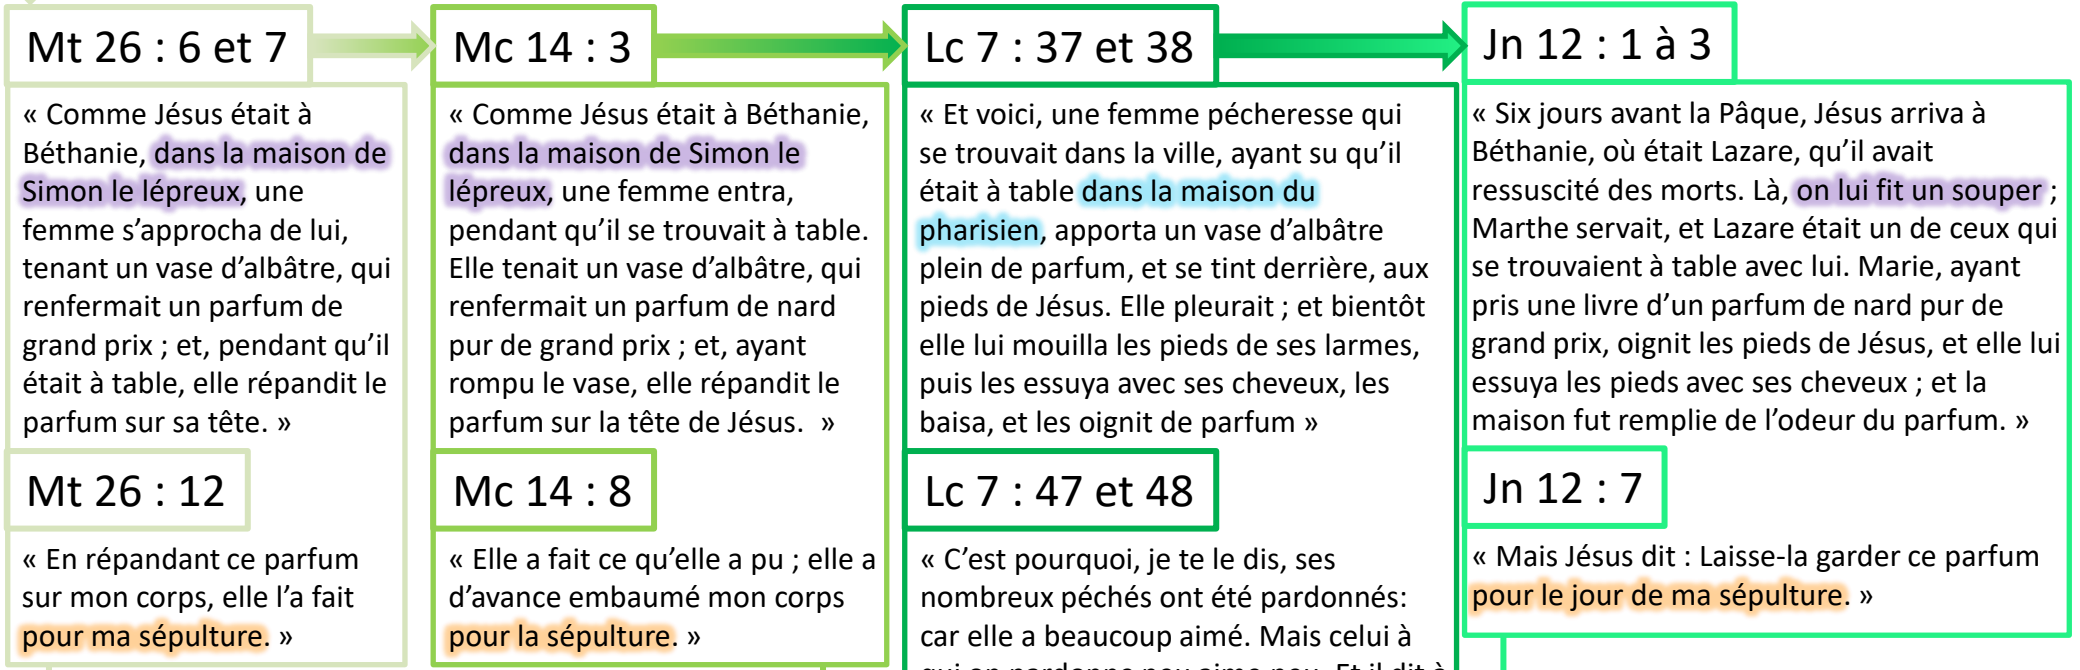 Mt 26 : 6 et 7
« Comme Jésus était à
Béthanie, dans la maison de
Simon le lépreux, une
femme s’approcha de lui,
tenant un vase d’albâtre, qui
renfermait un parfum de
grand prix ; et, pendant qu’il
était à table, elle répandit le
parfum sur sa tête. »
Mt 26 : 12
« En répandant ce parfum
sur mon corps, elle l’a fait
pour ma sépulture. »
Mc 14 : 3
« Comme Jésus était à Béthanie,
dans la maison de Simon le
lépreux, une femme entra,
pendant qu’il se trouvait à table.
Elle tenait un vase d’albâtre, qui
renfermait un parfum de nard
pur de grand prix ; et, ayant
rompu le vase, elle répandit le
parfum sur la tête de Jésus. »
Mc 14 : 8
« Elle a fait ce qu’elle a pu ; elle a
d’avance embaumé mon corps
pour la sépulture. »
Lc 7 : 37 et 38
« Et voici, une femme pécheresse qui
se trouvait dans la ville, ayant su qu’il
était à table dans la maison du
pharisien, apporta un vase d’albâtre
plein de parfum, et se tint derrière, aux
pieds de Jésus. Elle pleurait ; et bientôt
elle lui mouilla les pieds de ses larmes,
puis les essuya avec ses cheveux, les
baisa, et les oignit de parfum »
Lc 7 : 47 et 48
« C’est pourquoi, je te le dis, ses
nombreux péchés ont été pardonnés:
car elle a beaucoup aimé. Mais celui à
qui on pardonne peu aime peu. Et il dit à
Jn 12 : 1 à 3
« Six jours avant la Pâque, Jésus arriva à
Béthanie, où était Lazare, qu’il avait
ressuscité des morts. Là, on lui fit un souper ;
Marthe servait, et Lazare était un de ceux qui
se trouvaient à table avec lui. Marie, ayant
pris une livre d’un parfum de nard pur de
grand prix, oignit les pieds de Jésus, et elle lui
essuya les pieds avec ses cheveux ; et la
maison fut remplie de l’odeur du parfum. »
Jn 12 : 7
« Mais Jésus dit : Laisse-la garder ce parfum
pour le jour de ma sépulture. »